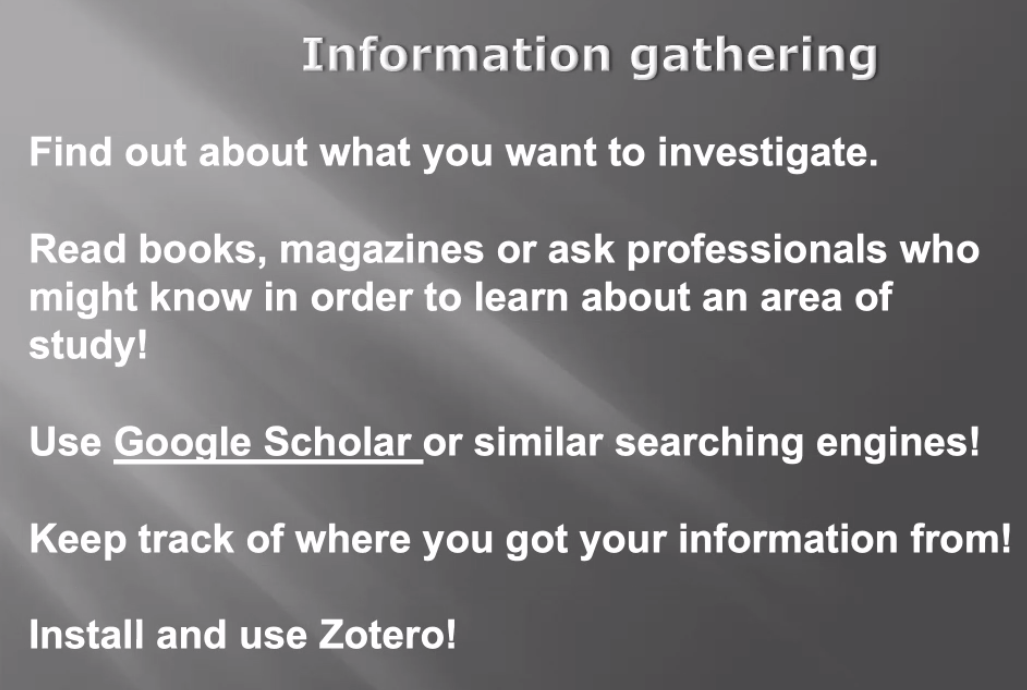 Information gathering
Find out about what you want to investigate.
Read books, magazines or ask professionals who
might know in order to learn about an area of
study!
Use Google Scholar or similar searching engines!
Keep track of where you got your information from!
Install and use Zotero!